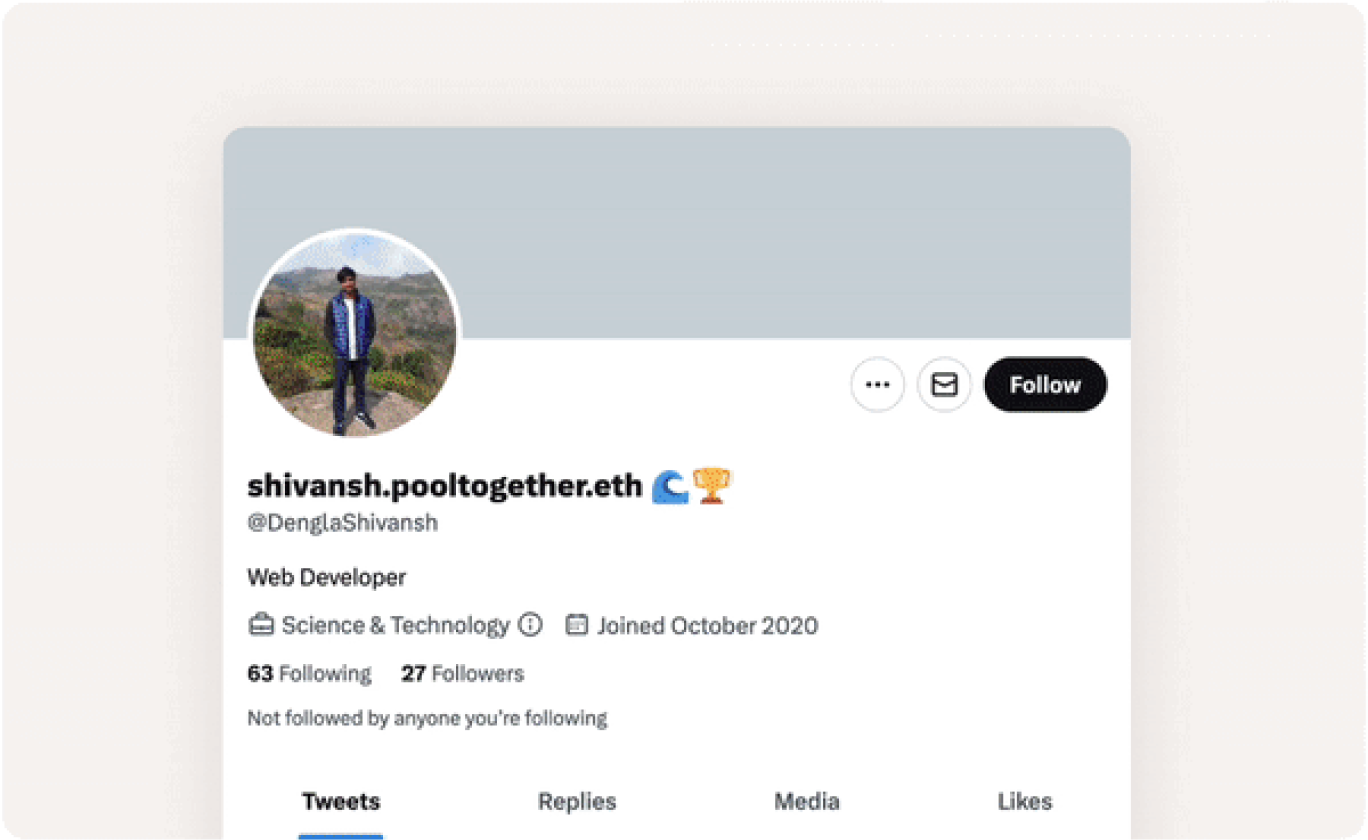 Follow
shivansh.pooltogether.eth 🌊🏆
@DenglaShivansh
Web Developer
Science & Technology Joined October 2020
63 Following 27 Followers
Not followed by anyone you're following
Tweets Replies Media Likes